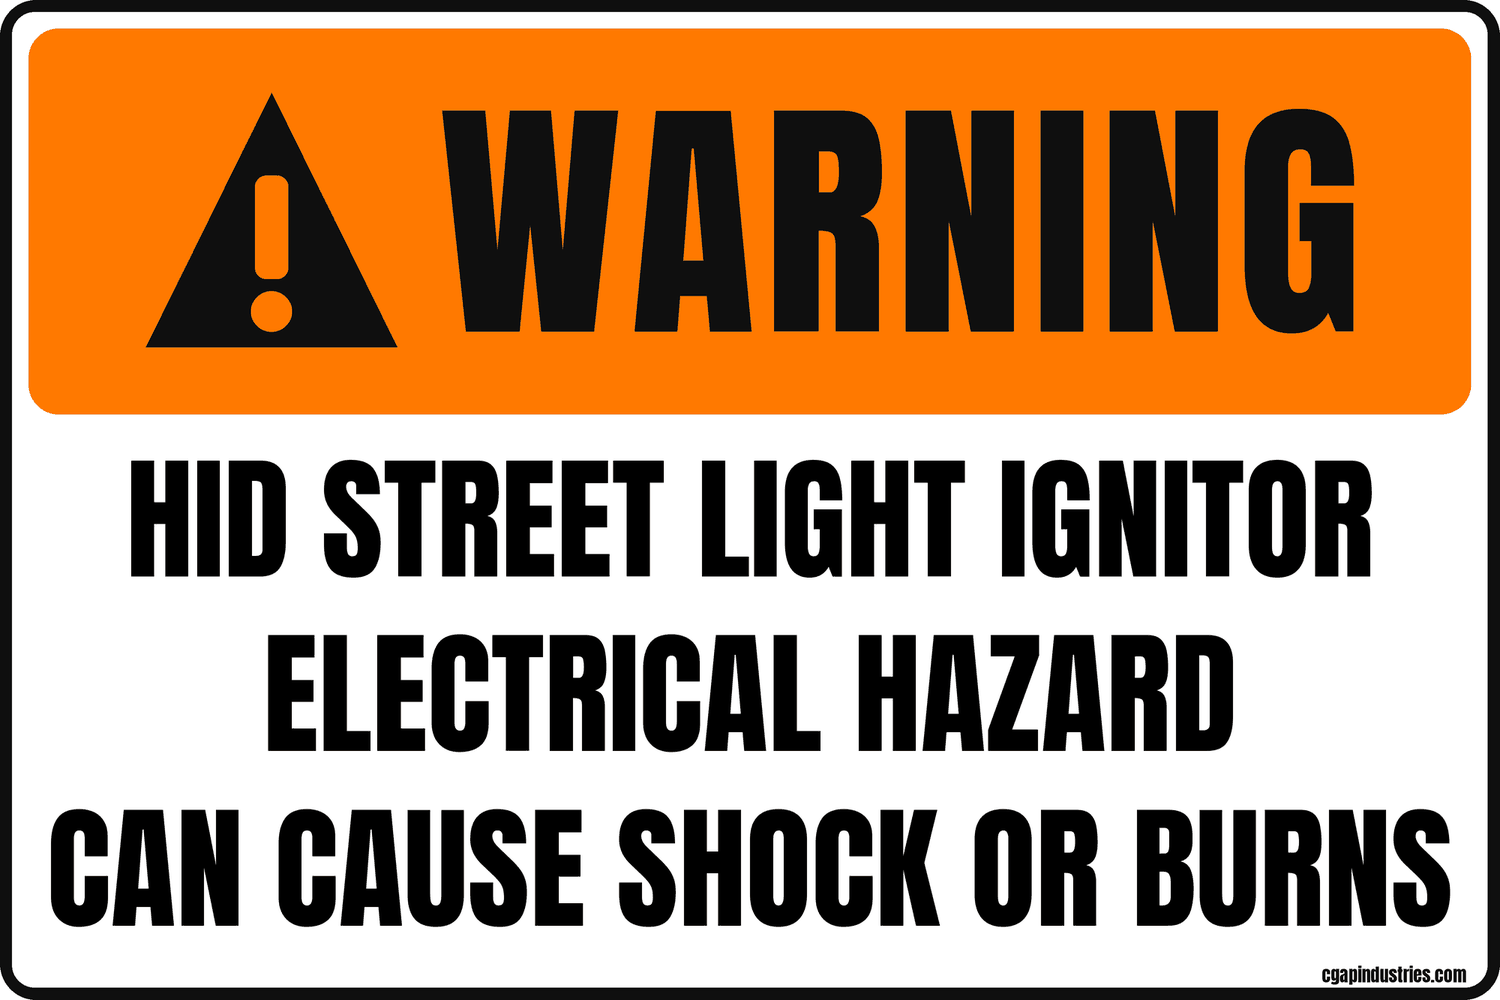 WARNING
HID STREET LIGHT IGNITOR
ELECTRICAL HAZARD
CAN CAUSE SHOCK OR BURNS
cgapindustries.com